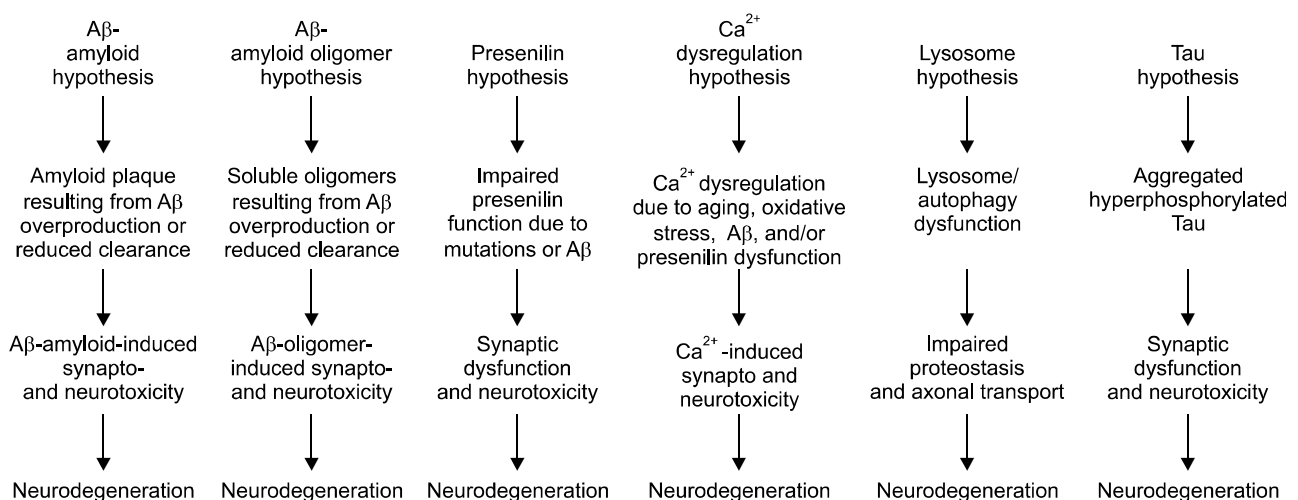 Aβ-
amyloid
hypothesis
Amyloid plaque
resulting from Aβ
overproduction or
reduced clearance
Aβ-amyloid-induced
synapto-
and neurotoxicity
Neurodegeneration
Aβ-
amyloid oligomer
hypothesis
Soluble oligomers
resulting from Aβ
overproduction or
reduced clearance
Aβ-oligomer-
induced synapto-
and neurotoxicity
Neurodegeneration
Presenilin
hypothesis
Impaired
presenilin
function due to
mutations or Aβ
Synaptic
dysfunction
and neurotoxicity
Neurodegeneration
Ca²⁺
dysregulation
hypothesis
Ca²⁺ dysregulation
due to aging, oxidative
stress, Aβ, and/or
presenilin dysfunction
Ca²⁺ -induced
synapto and
neurotoxicity
Neurodegeneration
Lysosome
hypothesis
Lysosome/
autophagy
dysfunction
Impaired
proteostasis
and axonal transport
Neurodegeneration
Tau
hypothesis
Aggregated
hyperphosphorylated
Tau
Synaptic
dysfunction
and neurotoxicity
Neurodegeneration